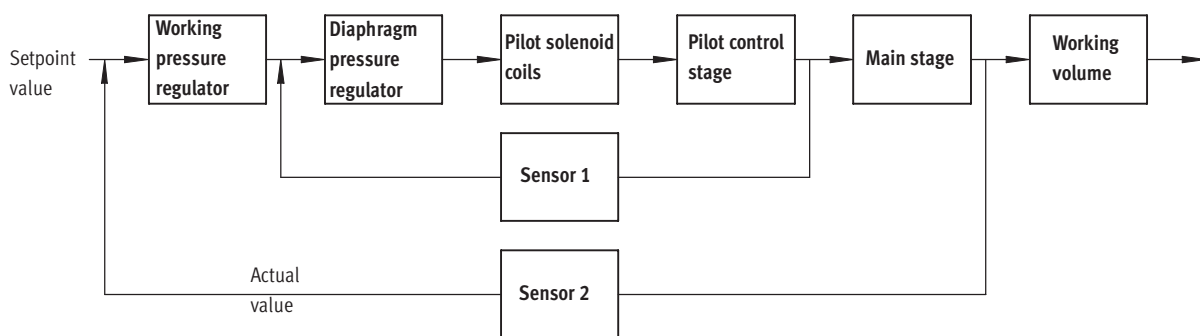 Setpoint
value
Working
pressure
regulator
Diaphragm
pressure
regulator
Pilot solenoid
coils
Pilot control
stage
Main stage
Working
volume
Sensor 1
Actual
value
Sensor 2